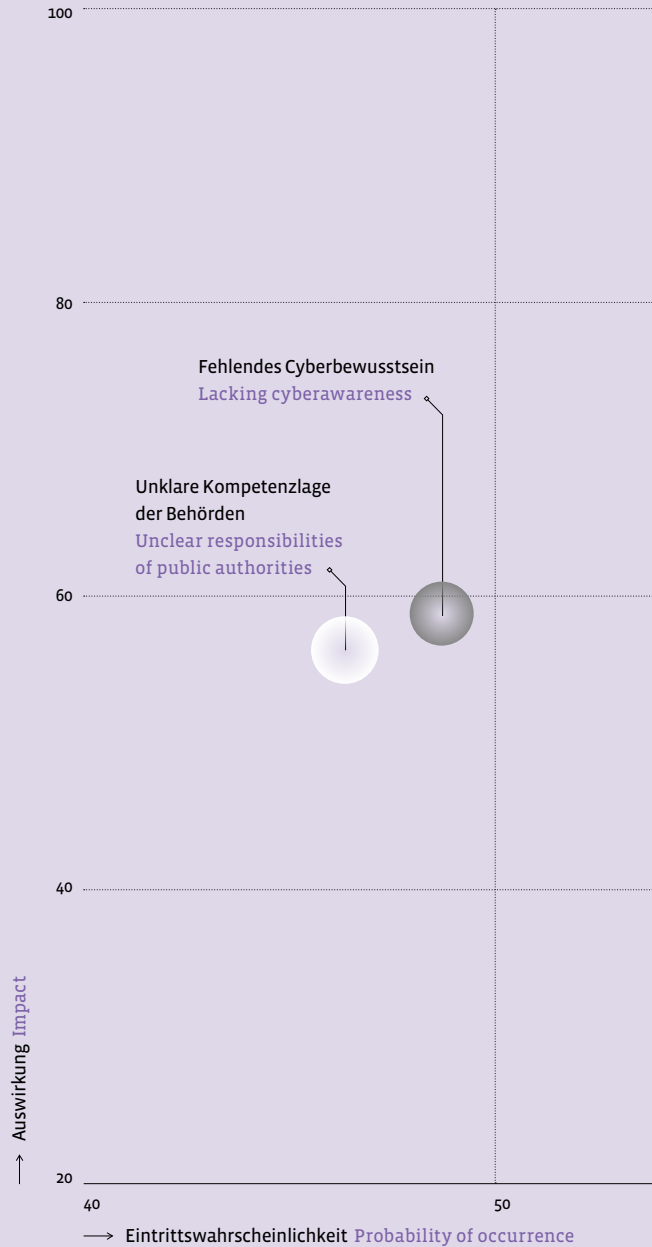 100
80
Fehlendes Cyberbewusstsein
Lacking cyberawareness
Unklare Kompetenzlage
der Behörden
Unclear responsibilities
of public authorities
60
40
Auswirkung Impact
20
40
50
Eintrittswahrscheinlichkeit Probability of occurrence